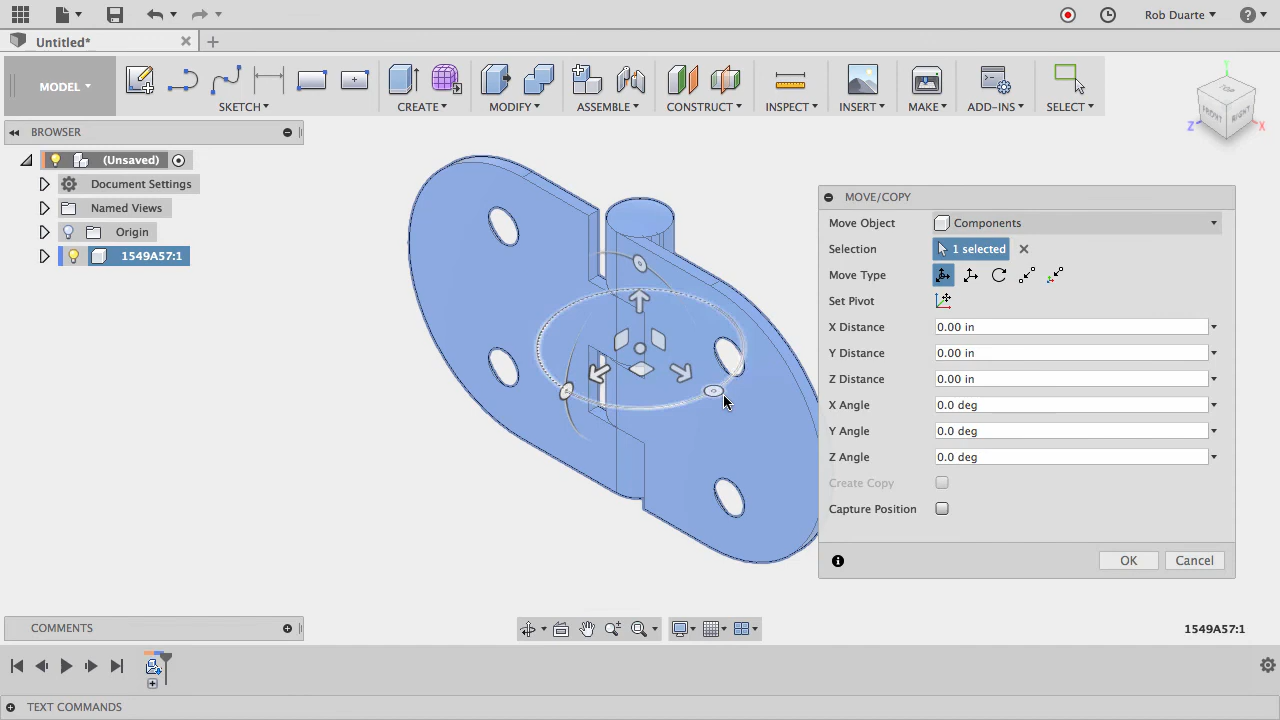 Rob Duarte
Untitled*
MODEL
SKETCH
CREATE
MODIFY
ASSEMBLE
CONSTRUCT
INSPECT
INSERT
MAKE
ADD-INS
SELECT
Y
TOP
FRONT
RIGHT
Z
X
BROWSER
(Unsaved)
Document Settings
Named Views
Origin
1549A57:1
MOVE/COPY
Move Object
Components
Selection
1 selected
Move Type
Set Pivot
X Distance
0.00 in
Y Distance
0.00 in
Z Distance
0.00 in
X Angle
0.0 deg
Y Angle
0.0 deg
Z Angle
0.0 deg
Create Copy
Capture Position
OK
Cancel
COMMENTS
1549A57:1
TEXT COMMANDS